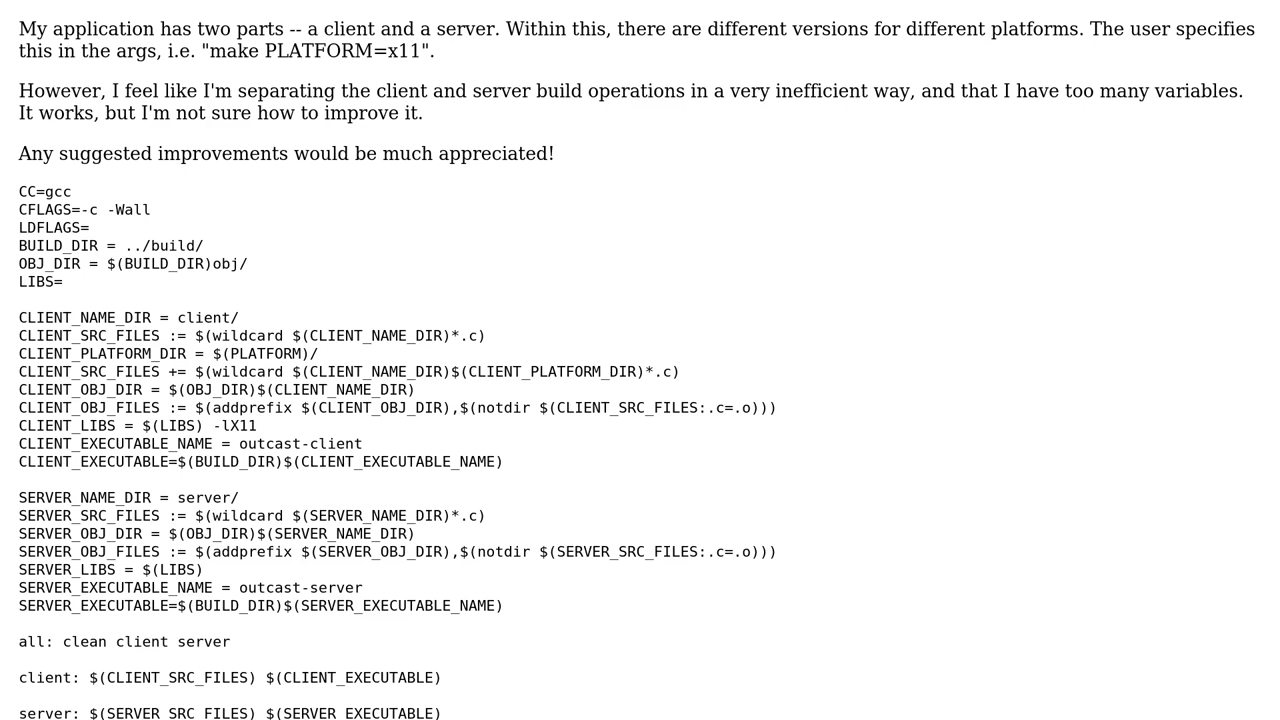 My application has two parts -- a client and a server. Within this, there are different versions for different platforms. The user specifies
this in the args, i.e. "make PLATFORM=x11".
However, I feel like I'm separating the client and server build operations in a very inefficient way, and that I have too many variables.
It works, but I'm not sure how to improve it.
Any suggested improvements would be much appreciated!
CC=gcc
CFLAGS=-c -Wall
LDFLAGS=
BUILD_DIR = ../build/
OBJ_DIR = $(BUILD_DIR)obj/
LIBS=
CLIENT_NAME_DIR = client/
CLIENT_SRC_FILES := $(wildcard $(CLIENT_NAME_DIR)*.c)
CLIENT_PLATFORM_DIR = $(PLATFORM)/
CLIENT_SRC_FILES += $(wildcard $(CLIENT_NAME_DIR)$(CLIENT_PLATFORM_DIR)*.c)
CLIENT_OBJ_DIR = $(OBJ_DIR)$(CLIENT_NAME_DIR)
CLIENT_OBJ_FILES := $(addprefix $(CLIENT_OBJ_DIR),$(notdir $(CLIENT_SRC_FILES:.c=.o)))
CLIENT_LIBS = $(LIBS) -lX11
CLIENT_EXECUTABLE_NAME = outcast-client
CLIENT_EXECUTABLE=$(BUILD_DIR)$(CLIENT_EXECUTABLE_NAME)
SERVER_NAME_DIR = server/
SERVER_SRC_FILES := $(wildcard $(SERVER_NAME_DIR)*.c)
SERVER_OBJ_DIR = $(OBJ_DIR)$(SERVER_NAME_DIR)
SERVER_OBJ_FILES := $(addprefix $(SERVER_OBJ_DIR),$(notdir $(SERVER_SRC_FILES:.c=.o)))
SERVER_LIBS = $(LIBS)
SERVER_EXECUTABLE_NAME = outcast-server
SERVER_EXECUTABLE=$(BUILD_DIR)$(SERVER_EXECUTABLE_NAME)
all: clean client server
client: $(CLIENT_SRC_FILES) $(CLIENT_EXECUTABLE)
server: $(SERVER_SRC_FILES) $(SERVER_EXECUTABLE)